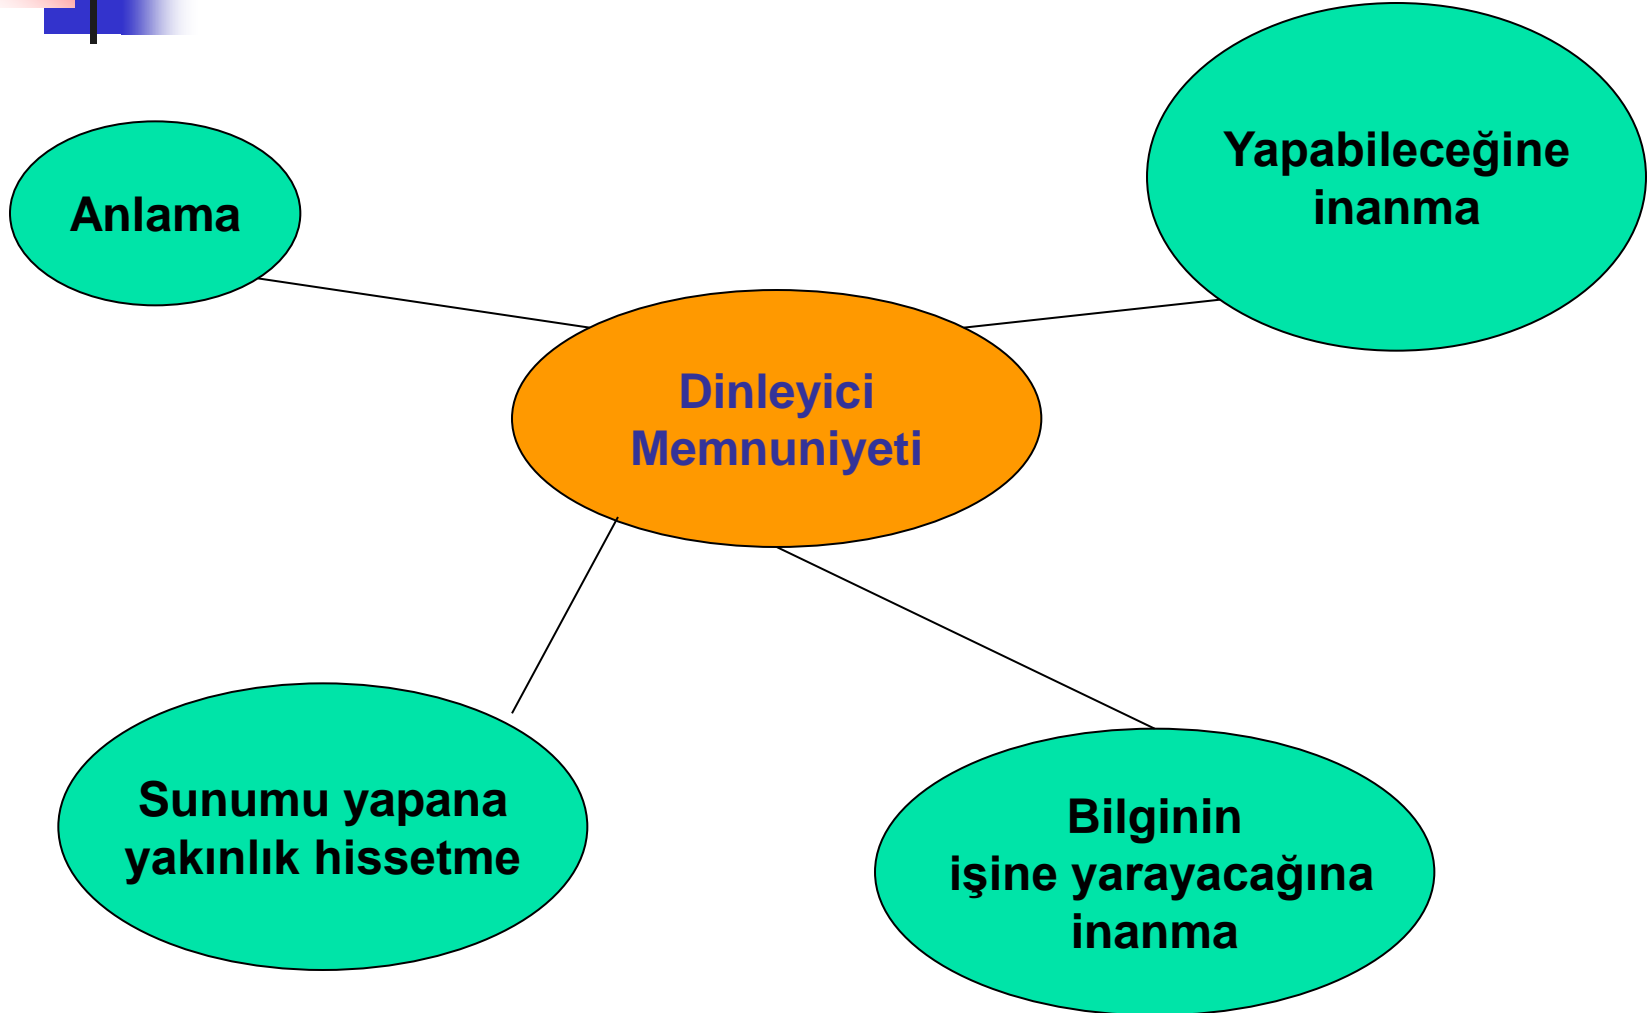 Anlama
Yapabileceğine
inanma
Dinleyici
Memnuniyeti
Sunumu yapana
yakınlık hissetme
Bilginin
işine yarayacağına
inanma